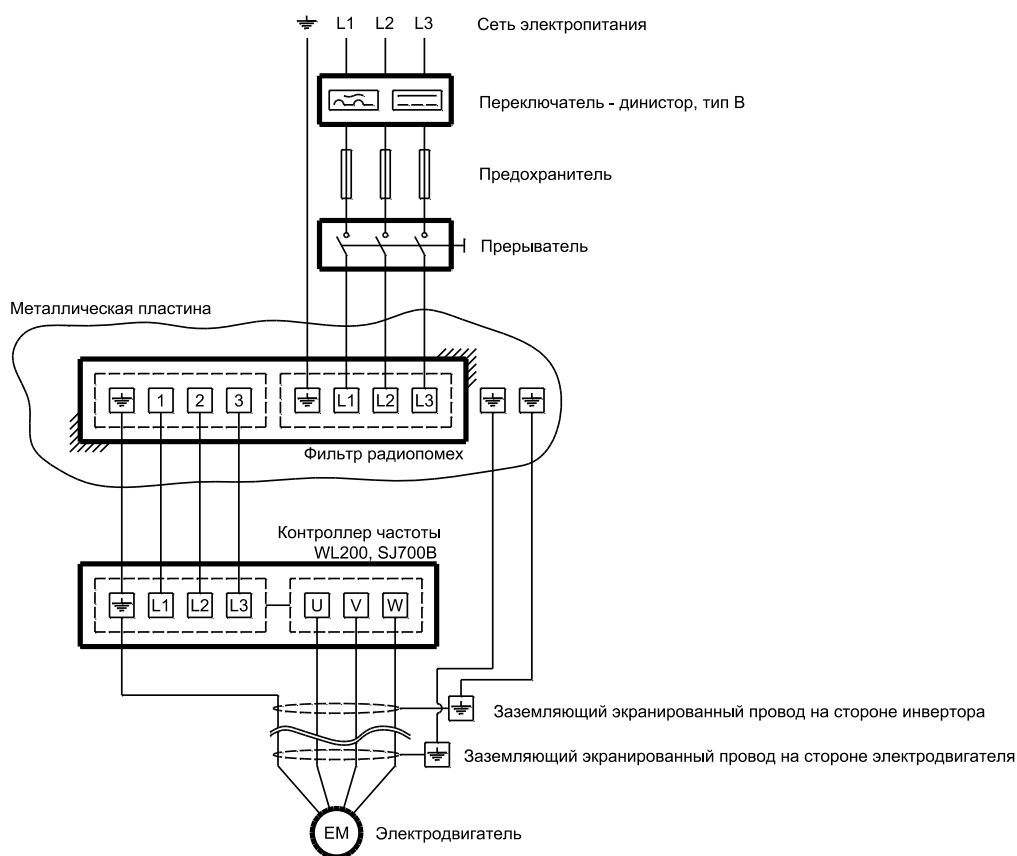 L1 L2 L3 Сеть электропитания
Переключатель - динистор, тип B
Предохранитель
Прерыватель
Металлическая пластина
1 2 3 L1 L2 L3
Фильтр радиопомех
Контроллер частоты
WL200, SJ700B
L1 L2 L3 U V W
Заземляющий экранированный провод на стороне инвертора
Заземляющий экранированный провод на стороне электродвигателя
EM Электродвигатель